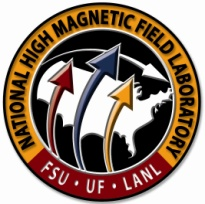 NATIONAL HIGH MAGNETIC FIELD LABORATORY
FSU • UF • LANL